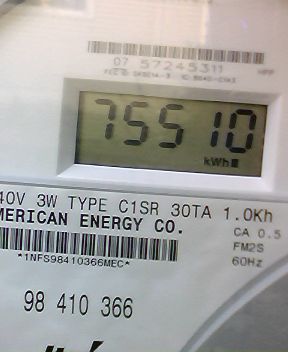 07 57245311
75510
kWh
40V 3W TYPE C1SR 30TA 1.0Kh
MERICAN ENERGY CO.
CA 0.5
FM2S
*1NFS98410366MEC*
60Hz
98 410 366